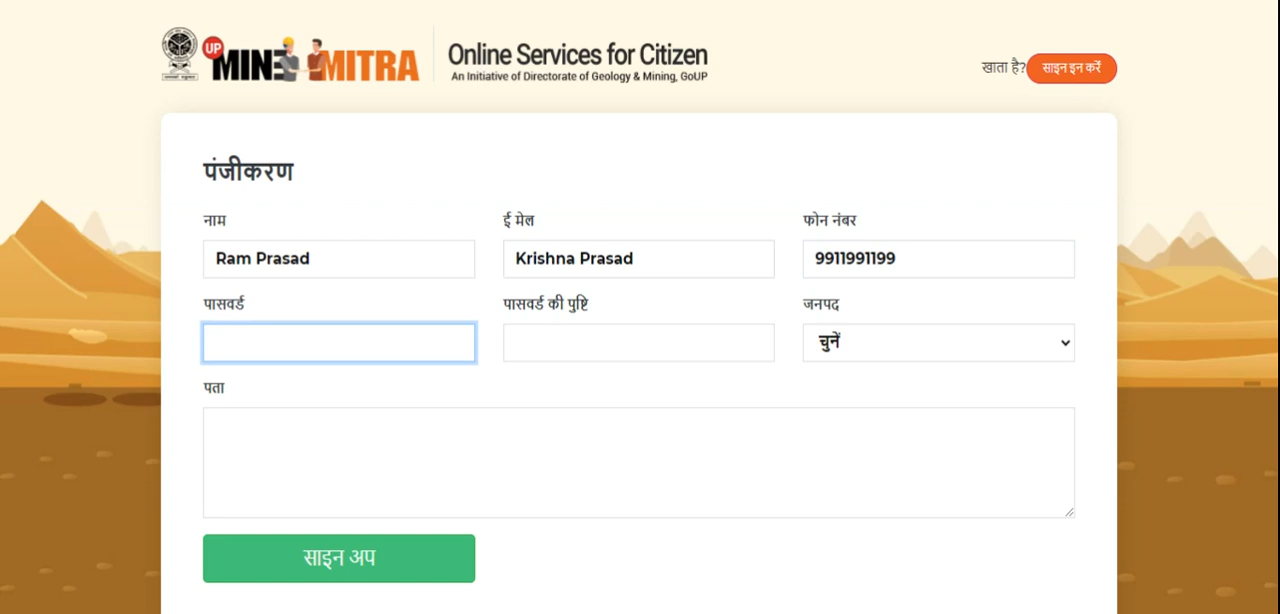 UP
MINE MITRA
Online Services for Citizen
An Initiative of Directorate of Geology & Mining, GoUP
खाता है? साइन इन करें
पंजीकरण
नाम ई मेल फोन नंबर
Ram Prasad Krishna Prasad 9911991199
पासवर्ड पासवर्ड की पुष्टि जनपद
चुनें
पता
साइन अप